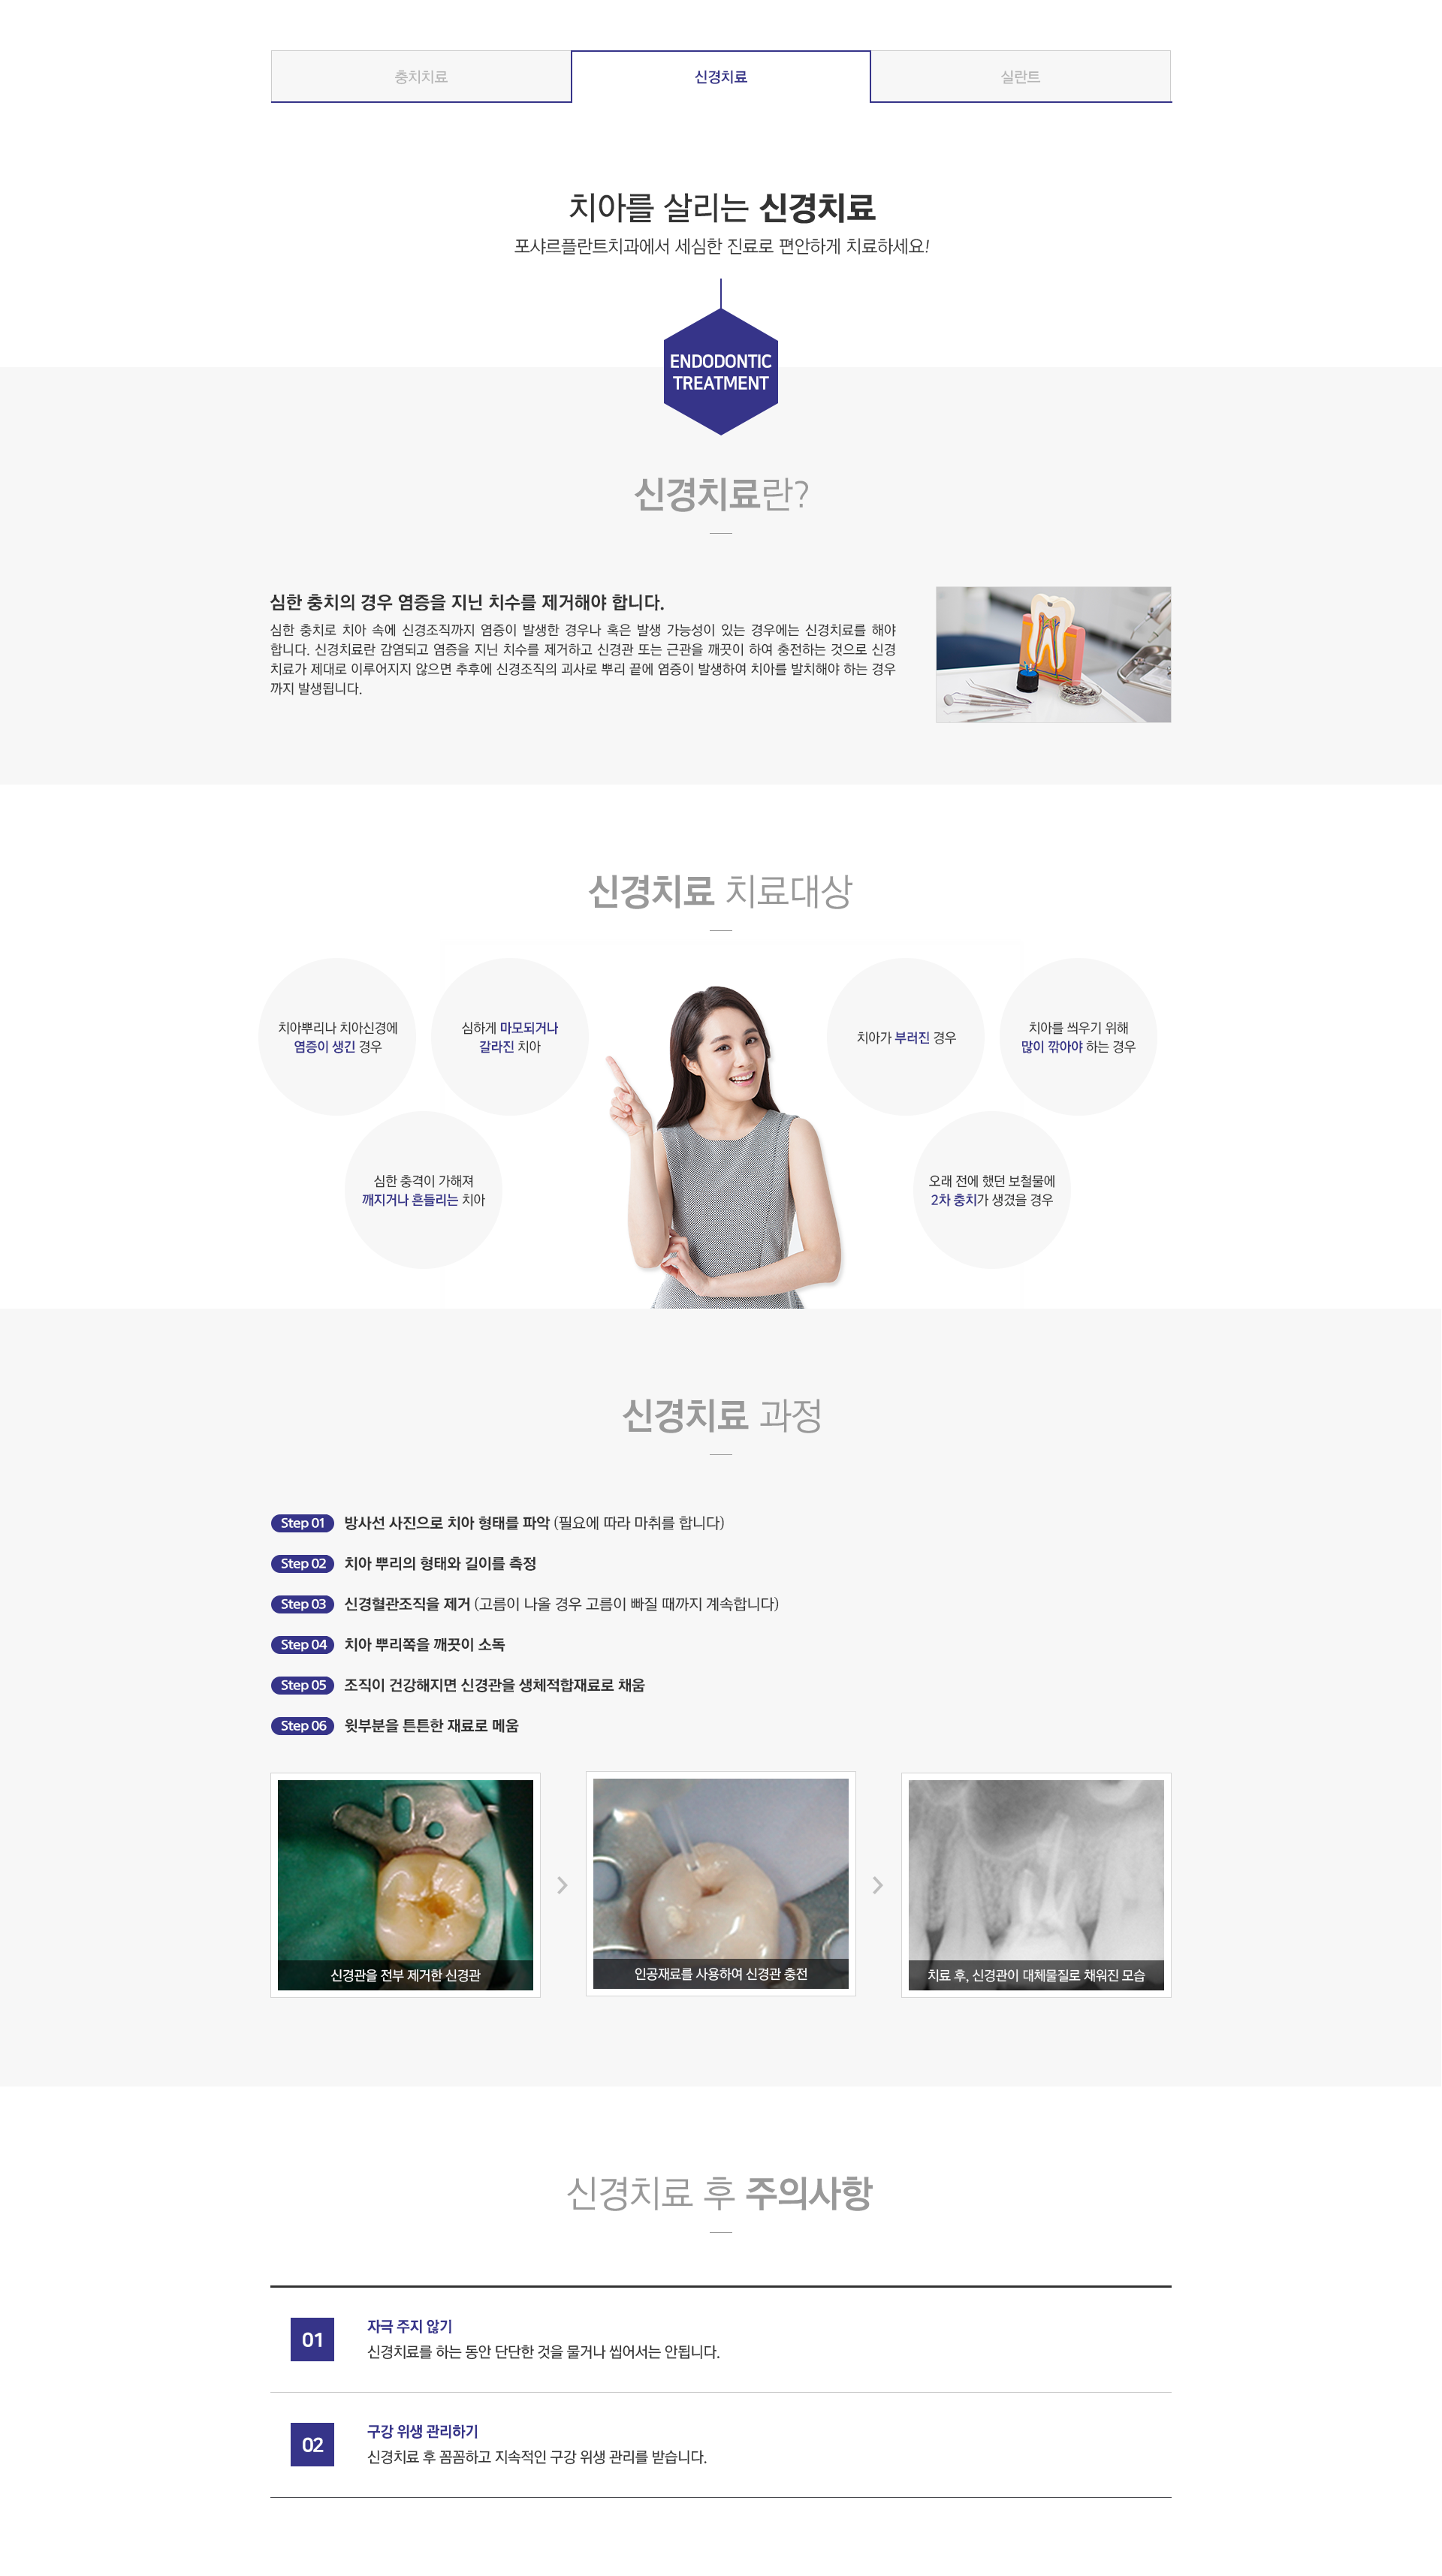 충치치료
신경치료
실란트
치아를 살리는 신경치료
포샤르플란트치과에서 세심한 진료로 편안하게 치료하세요!
ENDODONTIC
TREATMENT
신경치료란?
심한 충치의 경우 염증을 지닌 치수를 제거해야 합니다.
심한 충치로 치아 속에 신경조직까지 염증이 발생한 경우나 혹은 발생 가능성이 있는 경우에는 신경치료를 해야
합니다. 신경치료란 감염되고 염증을 지닌 치수를 제거하고 신경관 또는 근관을 깨끗이 하여 충전하는 것으로 신경
치료가 제대로 이루어지지 않으면 추후에 신경조직의 괴사로 뿌리 끝에 염증이 발생하여 치아를 발치해야 하는 경우
까지 발생됩니다.
신경치료 치료대상
치아뿌리나 치아신경에
염증이 생긴 경우
심하게 마모되거나
갈라진 치아
치아가 부러진 경우
치아를 씌우기 위해
많이 깎아야 하는 경우
심한 충격이 가해져
깨지거나 흔들리는 치아
오래 전에 했던 보철물에
2차 충치가 생겼을 경우
신경치료 과정
Step 01 방사선 사진으로 치아 형태를 파악 (필요에 따라 마취를 합니다)
Step 02 치아 뿌리의 형태와 길이를 측정
Step 03 신경혈관조직을 제거 (고름이 나올 경우 고름이 빠질 때까지 계속합니다)
Step 04 치아 뿌리쪽을 깨끗이 소독
Step 05 조직이 건강해지면 신경관을 생체적합재료로 채움
Step 06 윗부분을 튼튼한 재료로 메움
신경관을 전부 제거한 신경관
인공재료를 사용하여 신경관 충전
치료 후, 신경관이 대체물질로 채워진 모습
신경치료 후 주의사항
01
자극 주지 않기
신경치료를 하는 동안 단단한 것을 물거나 씹어서는 안됩니다.
02
구강 위생 관리하기
신경치료 후 꼼꼼하고 지속적인 구강 위생 관리를 받습니다.